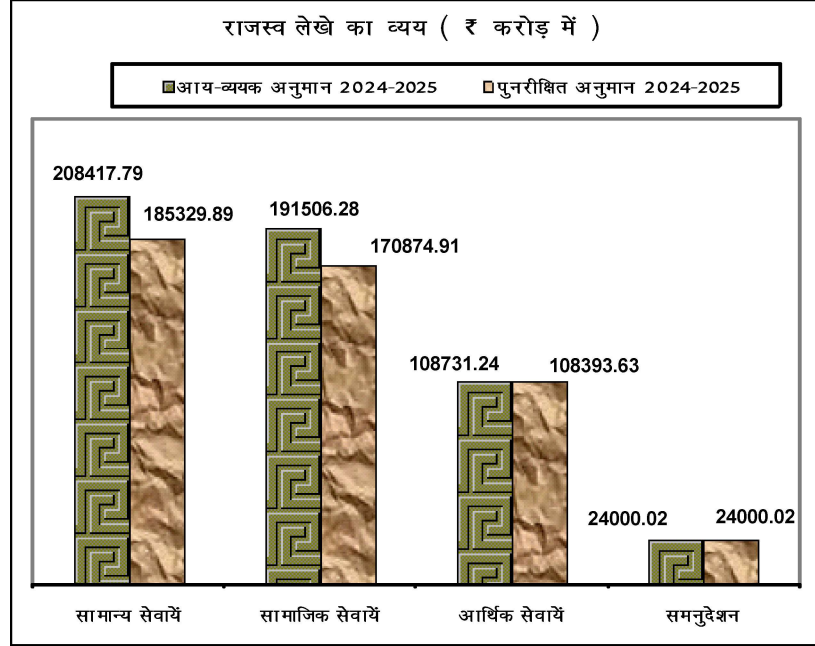 राजस्व लेखे का व्यय ( ₹ करोड़ में )
आय-व्ययक अनुमान 2024-2025 पुनरीक्षित अनुमान 2024-2025
208417.79
185329.89
191506.28
170874.91
108731.24 108393.63
24000.02 24000.02
सामान्य सेवायें सामाजिक सेवायें आर्थिक सेवायें समनुदेशन